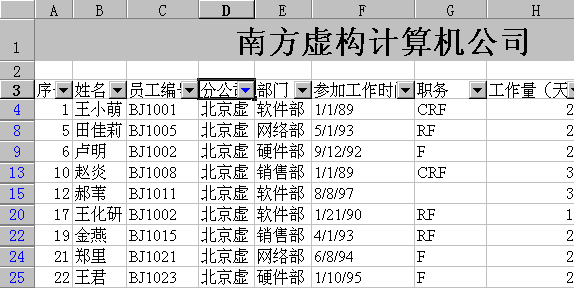 A B C D E F G H
1 南方虚构计算机公司
2
3 序 姓名 员工编号 分公司 部门 参加工作时间 职务 工作量（天
4 1 王小萌 BJ1001 北京虚 软件部 1/1/89 CRF 2
8 5 田佳莉 BJ1005 北京虚 网络部 5/1/93 RF 2
9 6 卢明 BJ1002 北京虚 硬件部 9/12/92 F 2
13 10 赵炎 BJ1008 北京虚 销售部 1/1/89 CRF 3
15 12 郝苇 BJ1011 北京虚 软件部 8/8/97 3
20 17 王化研 BJ1002 北京虚 软件部 1/21/90 RF 1
22 19 金燕 BJ1015 北京虚 销售部 4/1/93 RF 2
24 21 郑里 BJ1021 北京虚 网络部 6/8/94 F 2
25 22 王君 BJ1023 北京虚 硬件部 1/10/95 F 2